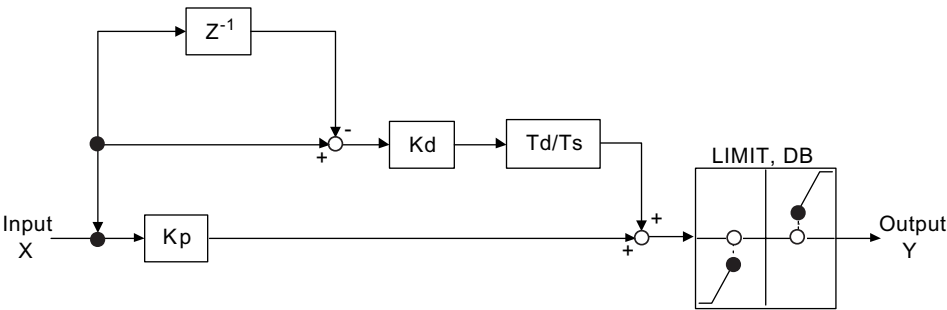 Z-1
-
+
Kd
Td/Ts
LIMIT, DB
Input
X
Kp
+
+
Output
Y